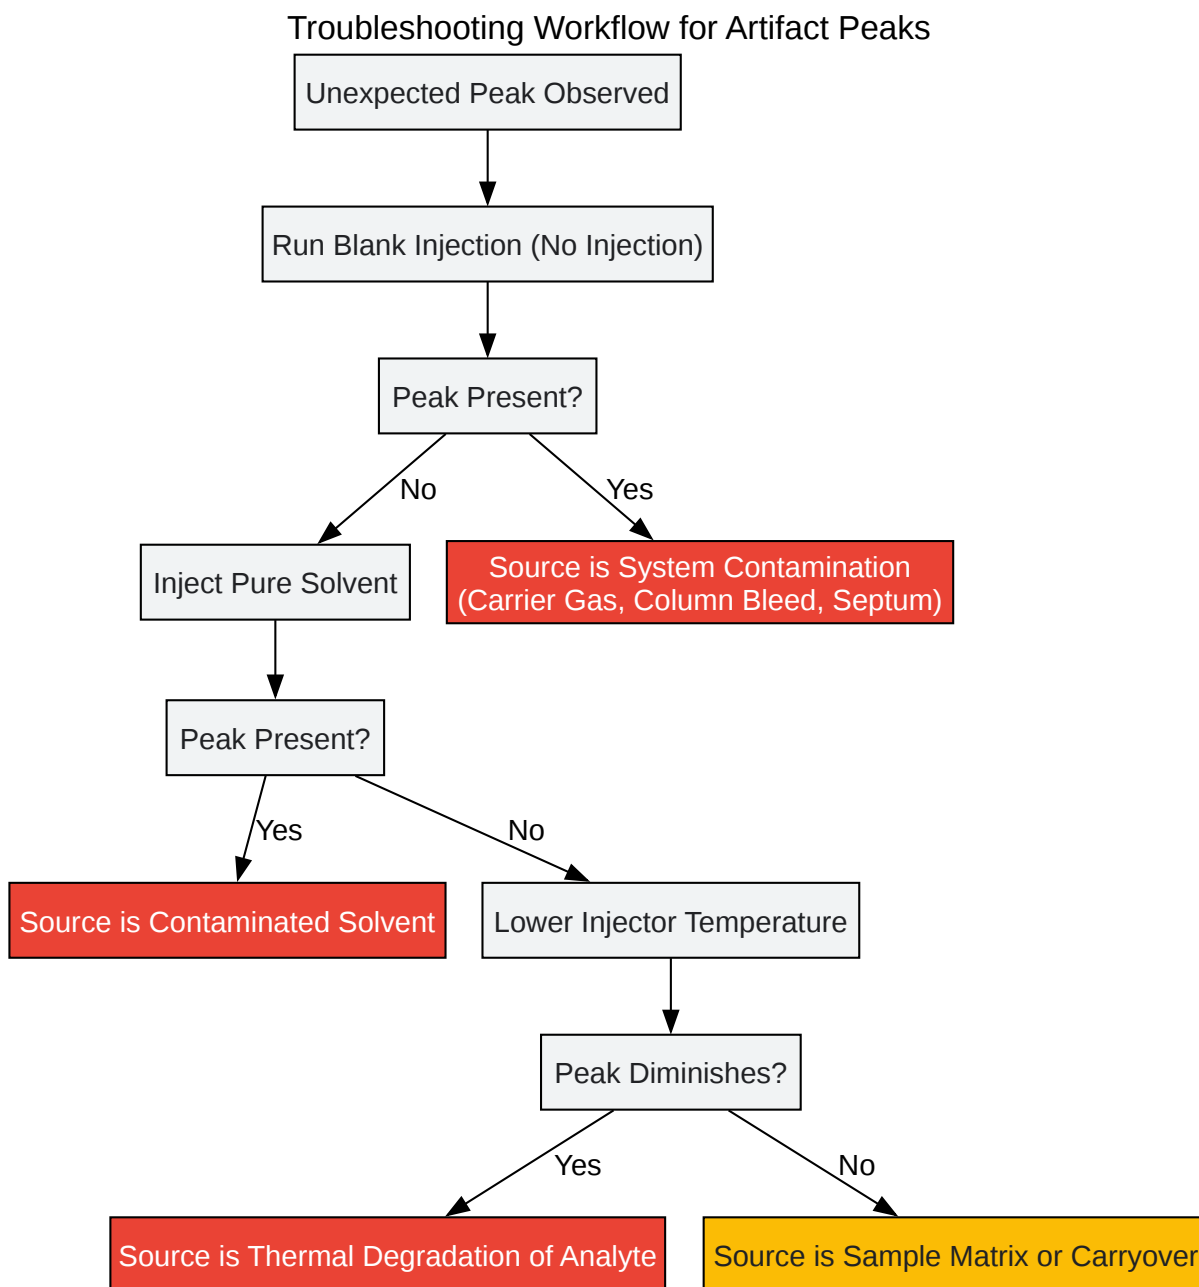 Troubleshooting Workflow for Artifact Peaks
Unexpected Peak Observed
Run Blank Injection (No Injection)
Peak Present?
No
Yes
Inject Pure Solvent
Source is System Contamination
(Carrier Gas, Column Bleed, Septum)
Peak Present?
Yes
No
Source is Contaminated Solvent
Lower Injector Temperature
Peak Diminishes?
Yes
No
Source is Thermal Degradation of Analyte
Source is Sample Matrix or Carryover